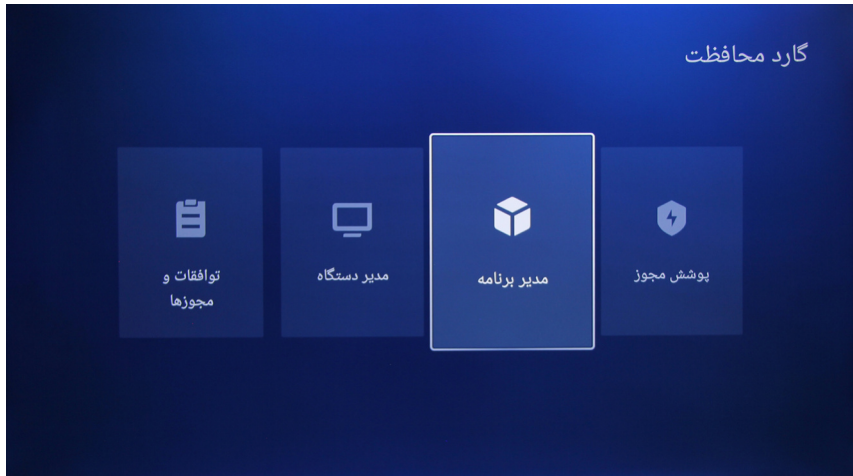 گارد محافظت
پوشش مجوز
مدیر برنامه
مدیر دستگاه
توافقات و
مجوزها